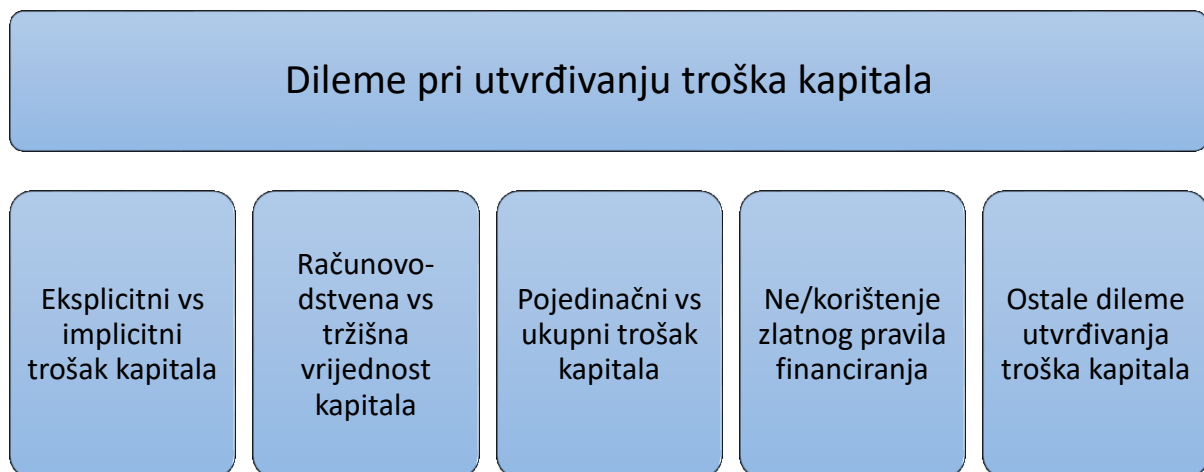 Dileme pri utvrđivanju troška kapitala
Eksplicitni vs
implicitni
trošak kapitala
Računovo-
dstvena vs
tržišna
vrijednost
kapitala
Pojedinačni vs
ukupni trošak
kapitala
Ne/korištenje
zlatnog pravila
financiranja
Ostale dileme
utvrđivanja
troška kapitala